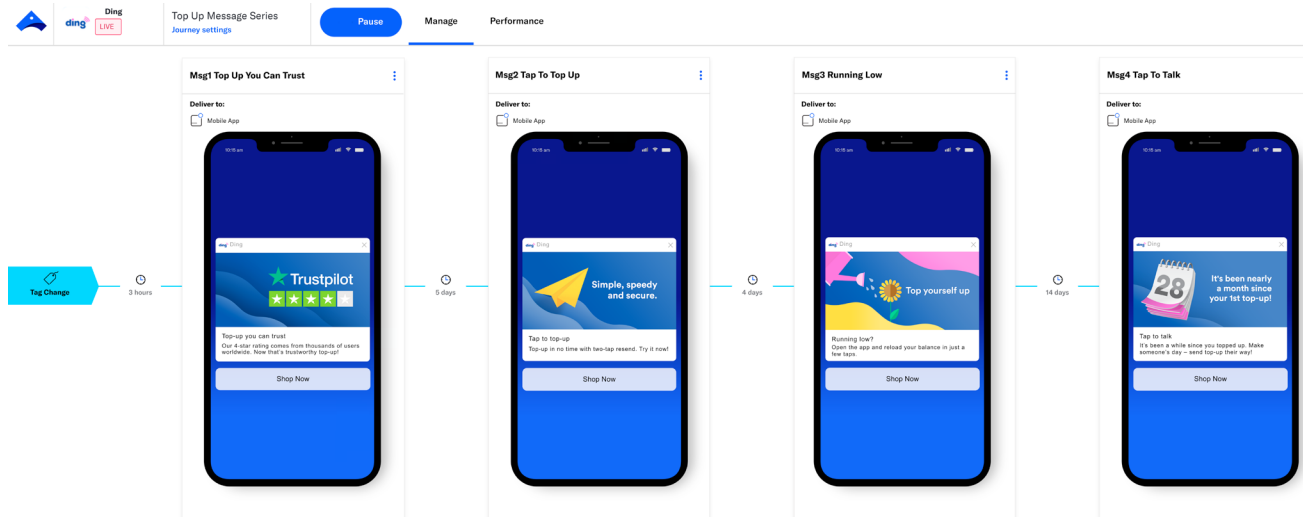 ding
Ding
LIVE
Top Up Message Series
Journey settings
Pause
Manage
Performance
Tag Change
3 hours
Msg1 Top Up You Can Trust
Deliver to:
Mobile App
10:15 am
ding Ding
Trustpilot
Top-up you can trust
Our 4-star rating comes from thousands of users
worldwide. Now that's trustworthy top-up!
Shop Now
5 days
Msg2 Tap To Top Up
Deliver to:
Mobile App
10:15 am
ding Ding
Simple, speedy
and secure.
Tap to top-up
Top-up in no time with two-tap resend. Try it now!
Shop Now
4 days
Msg3 Running Low
Deliver to:
Mobile App
10:15 am
ding Ding
Top yourself up
Running low?
Open the app and reload your balance in just a
few taps.
Shop Now
14 days
Msg4 Tap To Talk
Deliver to:
Mobile App
10:15 am
ding Ding
28
It's been nearly
a month since
your 1st top-up!
Tap to talk
It's been a while since you topped up. Make
someone's day – send top-up their way!
Shop Now